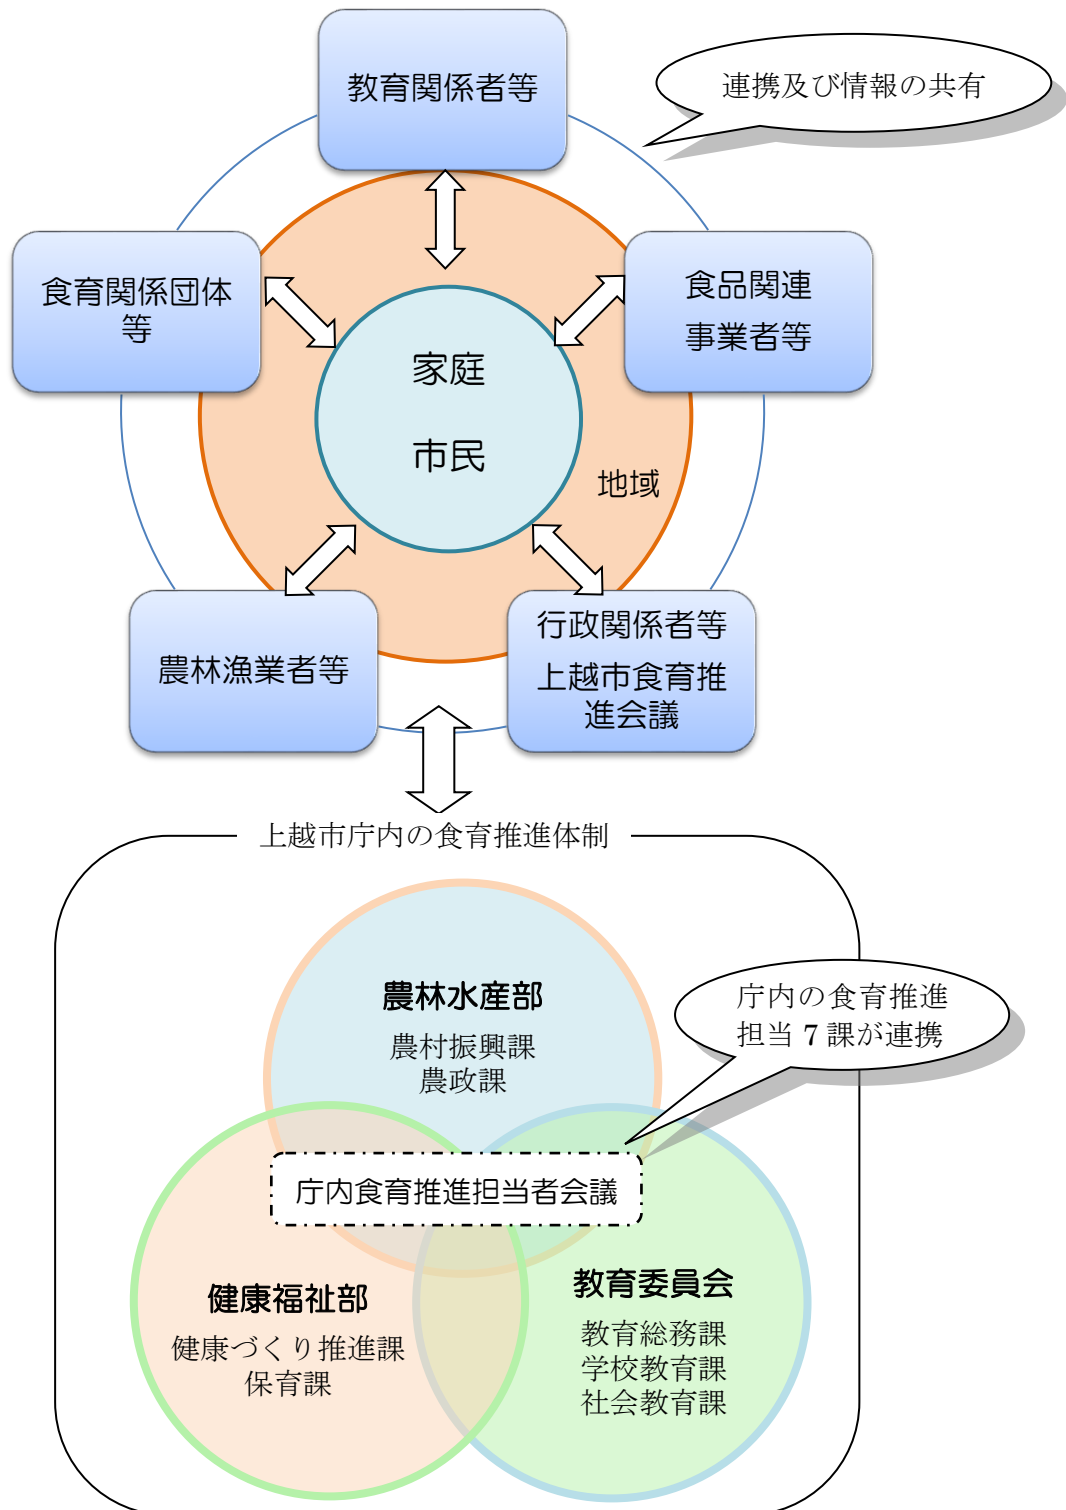 教育関係者等
連携及び情報の共有
食育関係団体
等
食品関連
事業者等
家庭
市民
地域
農林漁業者等
行政関係者等
上越市食育推
進会議
上越市庁内の食育推進体制
農林水産部
農村振興課
農政課
庁内の食育推進
担当7課が連携
庁内食育推進担当者会議
健康福祉部
健康づくり推進課
保育課
教育委員会
教育総務課
学校教育課
社会教育課